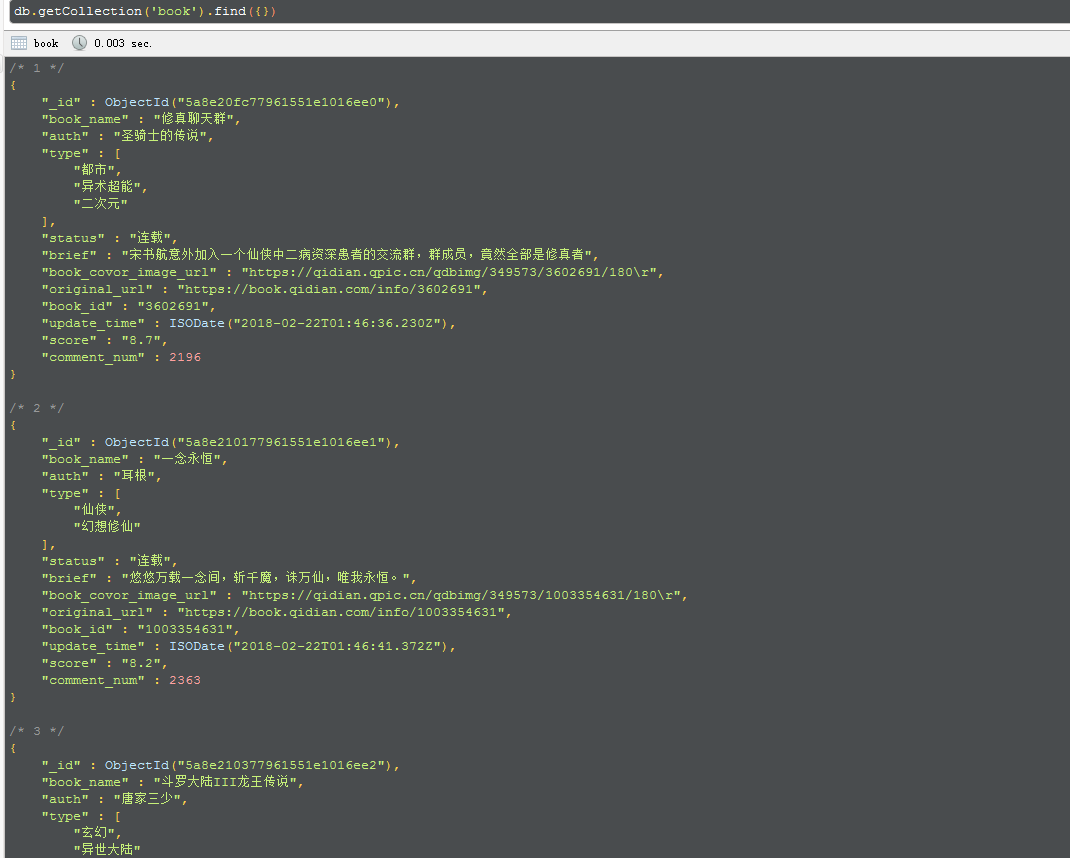 db.getCollection('book').find({})
book 0.003 sec.
/* 1 */
{
    "_id" : ObjectId("5a8e20fc77961551e1016ee0"),
    "book_name" : "修真聊天群",
    "auth" : "圣骑士的传说",
    "type" : [
        "都市",
        "异术超能",
        "二次元"
    ],
    "status" : "连载",
    "brief" : "宋书航意外加入一个仙侠中二病资深患者的交流群，群成员，竟然全部是修真者",
    "book_covor_image_url" : "https://qidian.qpic.cn/qdbimg/349573/3602691/180\r",
    "original_url" : "https://book.qidian.com/info/3602691",
    "book_id" : "3602691",
    "update_time" : ISODate("2018-02-22T01:46:36.230Z"),
    "score" : "8.7",
    "comment_num" : 2196
}
/* 2 */
{
    "_id" : ObjectId("5a8e210177961551e1016ee1"),
    "book_name" : "一念永恒",
    "auth" : "耳根",
    "type" : [
        "仙侠",
        "幻想修仙"
    ],
    "status" : "连载",
    "brief" : "悠悠万载一念间，斩千魔，诛万仙，唯我永恒。",
    "book_covor_image_url" : "https://qidian.qpic.cn/qdbimg/349573/1003354631/180\r",
    "original_url" : "https://book.qidian.com/info/1003354631",
    "book_id" : "1003354631",
    "update_time" : ISODate("2018-02-22T01:46:41.372Z"),
    "score" : "8.2",
    "comment_num" : 2363
}
/* 3 */
{
    "_id" : ObjectId("5a8e210377961551e1016ee2"),
    "book_name" : "斗罗大陆III龙王传说",
    "auth" : "唐家三少",
    "type" : [
        "玄幻",
        "异世大陆"